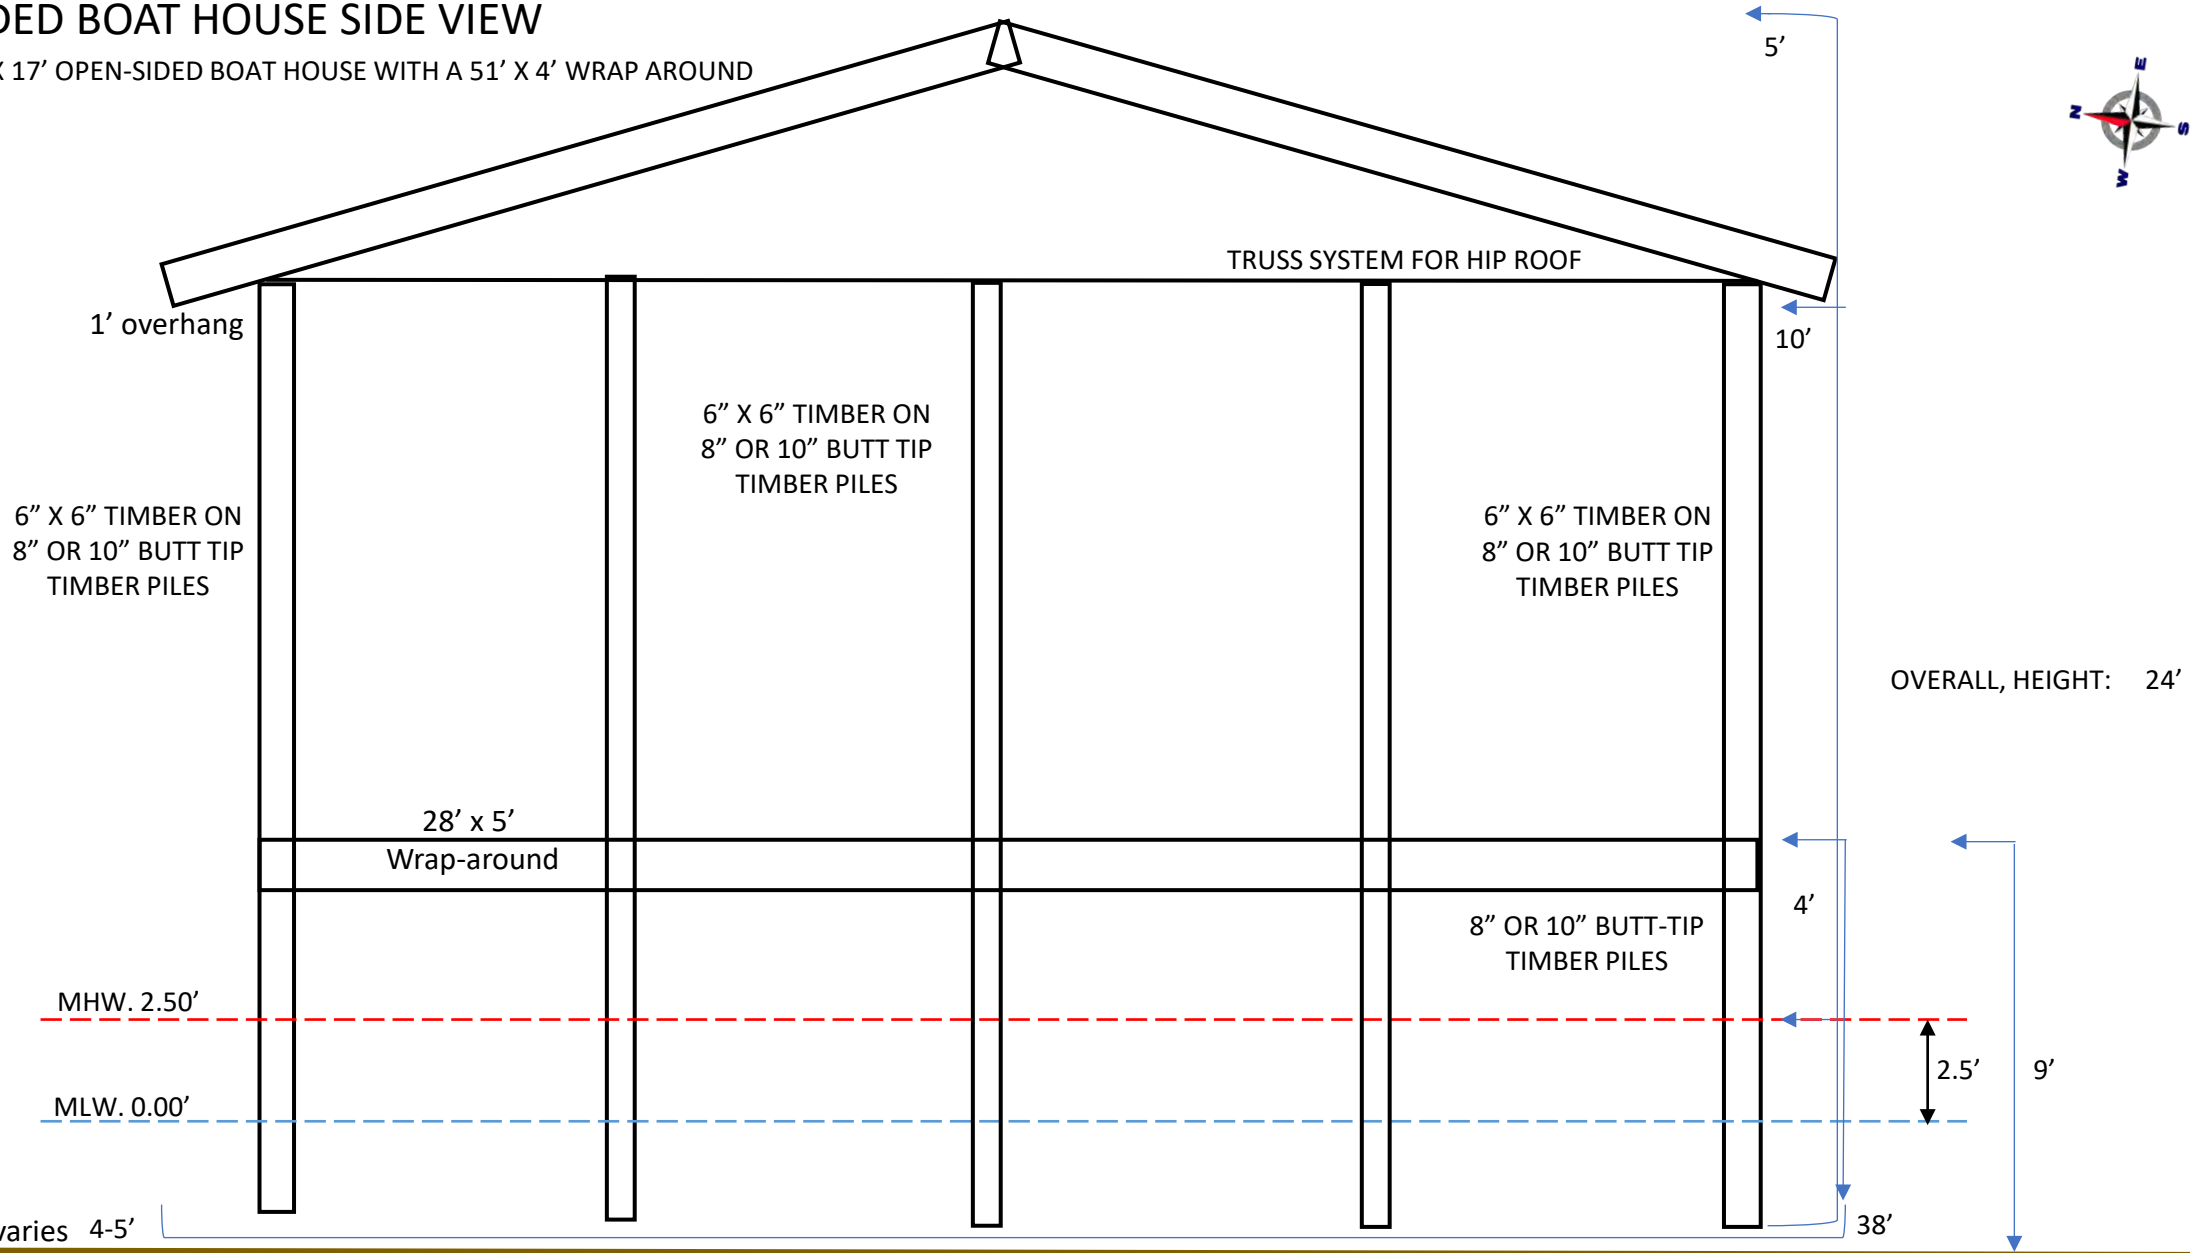 DED BOAT HOUSE SIDE VIEW
X 17’ OPEN-SIDED BOAT HOUSE WITH A 51’ X 4’ WRAP AROUND
5’
E
N
S
W
TRUSS SYSTEM FOR HIP ROOF
1’ overhang
10’
6” X 6” TIMBER ON
8” OR 10” BUTT TIP
TIMBER PILES
6” X 6” TIMBER ON
8” OR 10” BUTT TIP
TIMBER PILES
6” X 6” TIMBER ON
8” OR 10” BUTT TIP
TIMBER PILES
OVERALL, HEIGHT: 24’
28’ x 5’
Wrap-around
4’
8” OR 10” BUTT-TIP
TIMBER PILES
MHW. 2.50’
2.5’
9’
MLW. 0.00’
varies 4-5’
38’